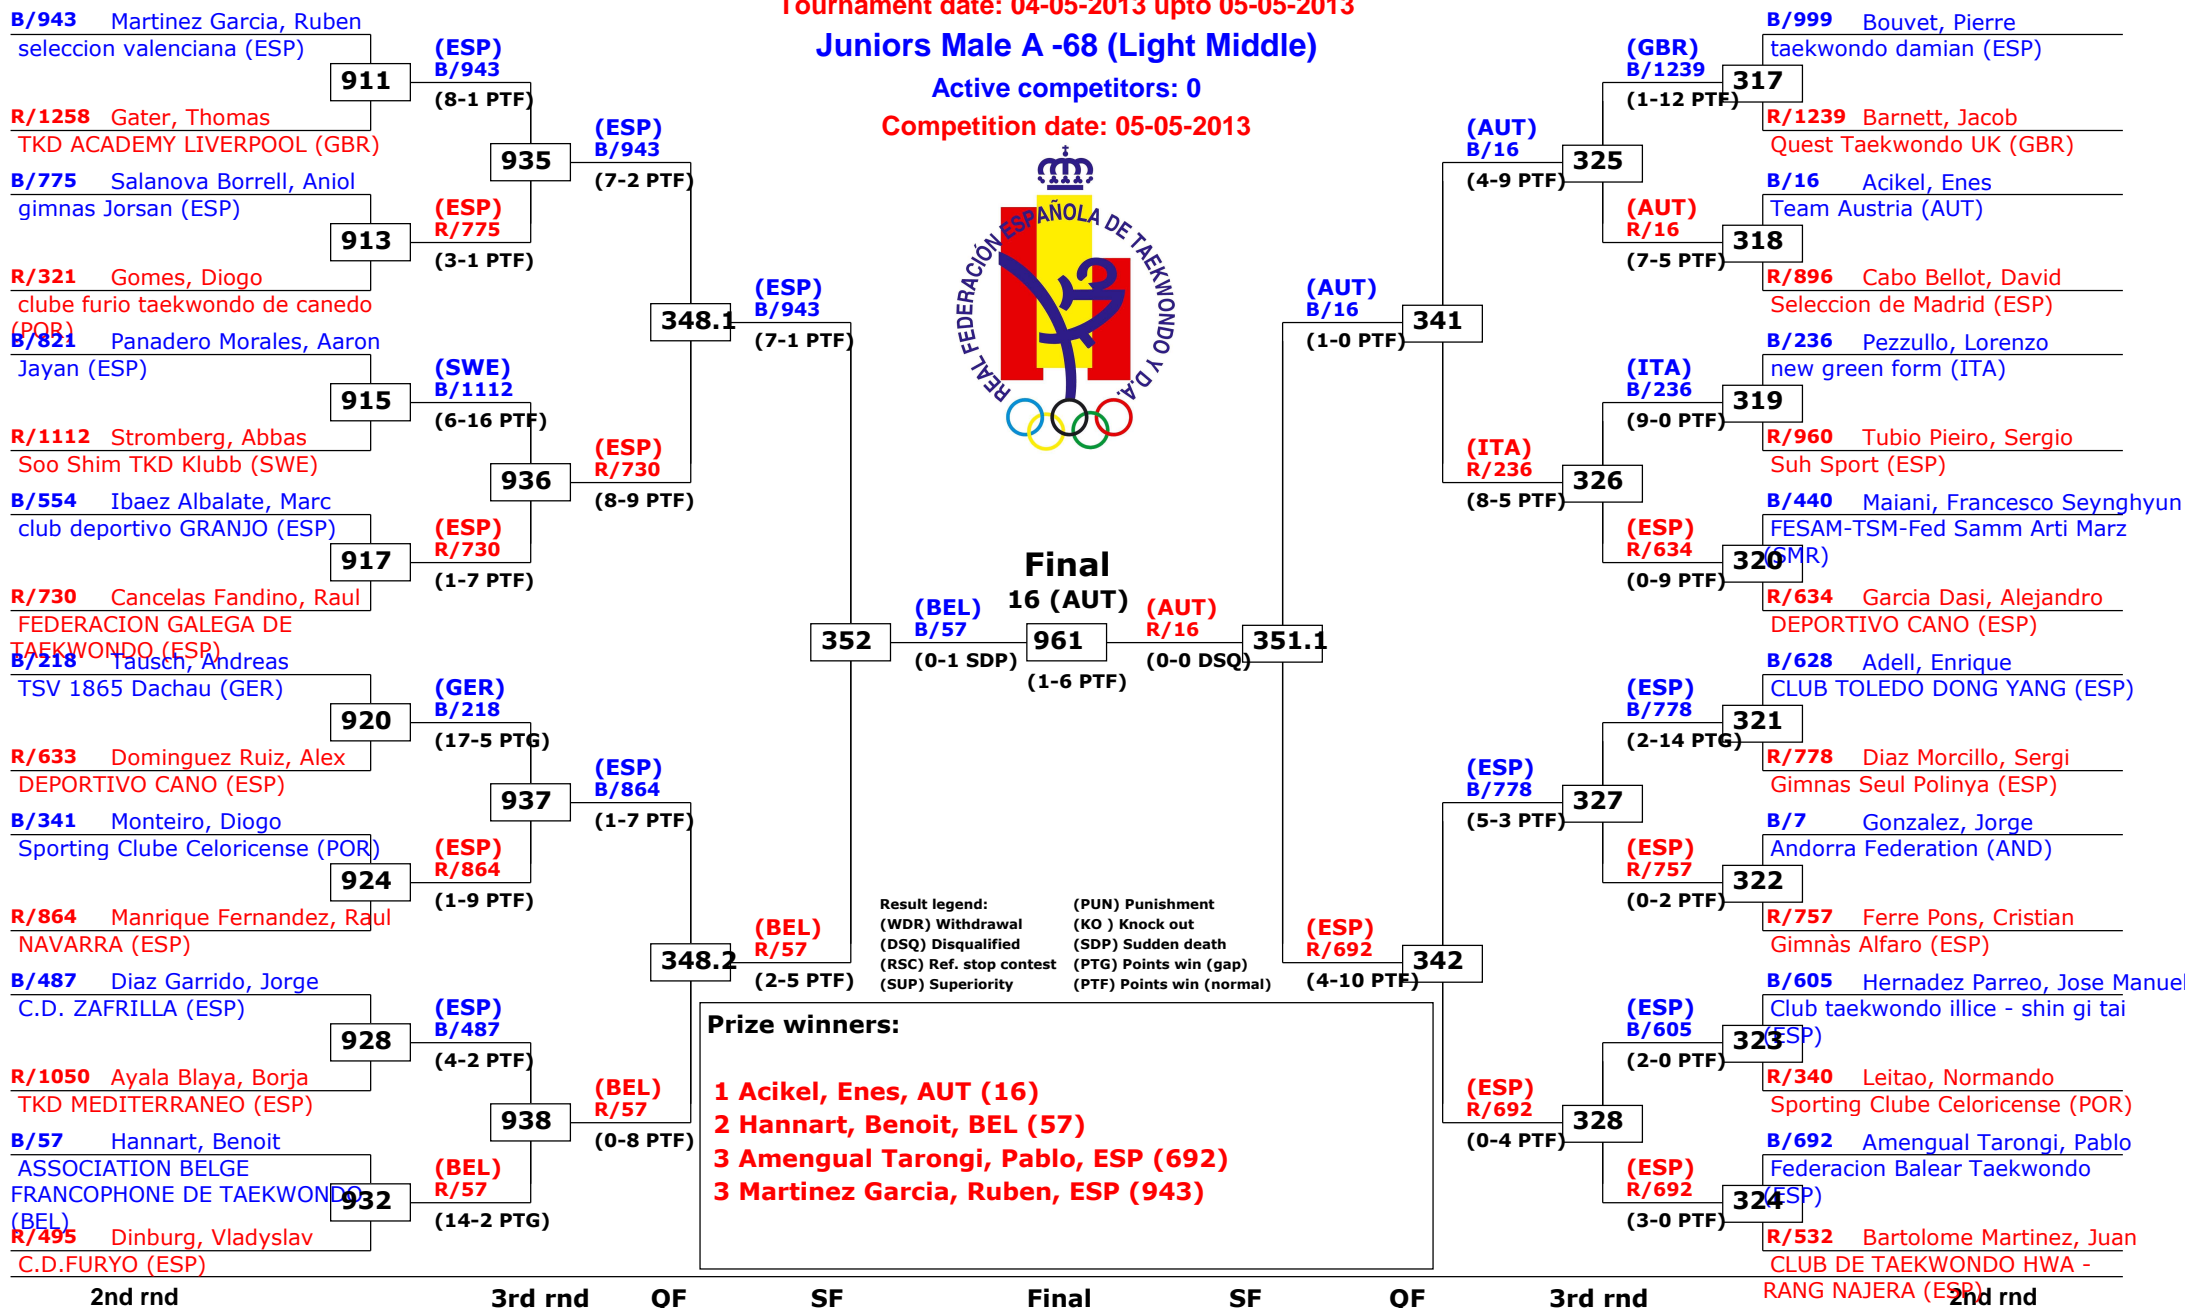 Tournament date: 04-05-2013 upto 05-05-2013
Juniors Male A -68 (Light Middle)
Active competitors: 0
Competition date: 05-05-2013
REAL FEDERACIÓN ESPAÑOLA DE TAEKWONDO Y D.A.
B/943 Martinez Garcia, Ruben
seleccion valenciana (ESP)
911
R/1258 Gater, Thomas
TKD ACADEMY LIVERPOOL (GBR)
B/775 Salanova Borrell, Aniol
gimnas Jorsan (ESP)
913
R/321 Gomes, Diogo
clube furio taekwondo de canedo
(POR)
B/821 Panadero Morales, Aaron
Jayan (ESP)
915
R/1112 Stromberg, Abbas
Soo Shim TKD Klubb (SWE)
B/554 Ibaez Albalate, Marc
club deportivo GRANJO (ESP)
917
R/730 Cancelas Fandino, Raul
FEDERACION GALEGA DE
TAEKWONDO (ESP)
B/218 Tausch, Andreas
TSV 1865 Dachau (GER)
920
R/633 Dominguez Ruiz, Alex
DEPORTIVO CANO (ESP)
B/341 Monteiro, Diogo
Sporting Clube Celoricense (POR)
924
R/864 Manrique Fernandez, Raul
NAVARRA (ESP)
B/487 Diaz Garrido, Jorge
C.D. ZAFRILLA (ESP)
928
R/1050 Ayala Blaya, Borja
TKD MEDITERRANEO (ESP)
B/57 Hannart, Benoit
ASSOCIATION BELGE
FRANCOPHONE DE TAEKWONDO
(BEL)
932
R/495 Dinburg, Vladyslav
C.D.FURYO (ESP)
(ESP)
B/943
(8-1 PTF)
935
(ESP)
R/775
(3-1 PTF)
(SWE)
B/1112
(6-16 PTF)
936
(ESP)
R/730
(1-7 PTF)
(GER)
B/218
(17-5 PTG)
937
(ESP)
R/864
(1-9 PTF)
(ESP)
B/487
(4-2 PTF)
938
(BEL)
R/57
(14-2 PTG)
(ESP)
B/943
(7-2 PTF)
348.1
(ESP)
R/730
(8-9 PTF)
(ESP)
B/864
(1-7 PTF)
348.2
(BEL)
R/57
(0-8 PTF)
(ESP)
B/943
(7-1 PTF)
352
(BEL)
R/57
(2-5 PTF)
(BEL)
B/57
(0-1 SDP)
Final
16 (AUT)
961
(1-6 PTF)
(AUT)
R/16
(0-0 DSQ)
351.1
(AUT)
B/16
(1-0 PTF)
341
(ESP)
R/692
(4-10 PTF)
342
(AUT)
B/16
(4-9 PTF)
325
(ITA)
R/236
(8-5 PTF)
326
(ESP)
B/778
(5-3 PTF)
327
(ESP)
R/692
(0-4 PTF)
328
(GBR)
B/1239
(1-12 PTF)
317
(AUT)
R/16
(7-5 PTF)
318
(ITA)
B/236
(9-0 PTF)
319
(ESP)
R/634
(0-9 PTF)
320
(ESP)
B/778
(2-14 PTG)
321
(ESP)
R/757
(0-2 PTF)
322
(ESP)
B/605
(2-0 PTF)
323
(ESP)
R/692
(3-0 PTF)
324
B/999 Bouvet, Pierre
taekwondo damian (ESP)
R/1239 Barnett, Jacob
Quest Taekwondo UK (GBR)
B/16 Acikel, Enes
Team Austria (AUT)
R/896 Cabo Bellot, David
Seleccion de Madrid (ESP)
B/236 Pezzullo, Lorenzo
new green form (ITA)
R/960 Tubio Pieiro, Sergio
Suh Sport (ESP)
B/440 Maiani, Francesco Seynghyun
FESAM-TSM-Fed Samm Arti Marz
(SMR)
R/634 Garcia Dasi, Alejandro
DEPORTIVO CANO (ESP)
B/628 Adell, Enrique
CLUB TOLEDO DONG YANG (ESP)
R/778 Diaz Morcillo, Sergi
Gimnas Seul Polinya (ESP)
B/7 Gonzalez, Jorge
Andorra Federation (AND)
R/757 Ferre Pons, Cristian
Gimnàs Alfaro (ESP)
B/605 Hernadez Parreo, Jose Manuel
Club taekwondo illice - shin gi tai
(ESP)
R/340 Leitao, Normando
Sporting Clube Celoricense (POR)
B/692 Amengual Tarongi, Pablo
Federacion Balear Taekwondo
(ESP)
R/532 Bartolome Martinez, Juan
CLUB DE TAEKWONDO HWA -
RANG NAJERA (ESP)
Result legend:
(WDR) Withdrawal
(DSQ) Disqualified
(RSC) Ref. stop contest
(SUP) Superiority
(PUN) Punishment
(KO ) Knock out
(SDP) Sudden death
(PTG) Points win (gap)
(PTF) Points win (normal)
Prize winners:
1 Acikel, Enes, AUT (16)
2 Hannart, Benoit, BEL (57)
3 Amengual Tarongi, Pablo, ESP (692)
3 Martinez Garcia, Ruben, ESP (943)
2nd rnd 3rd rnd QF SF Final SF QF 3rd rnd 2nd rnd